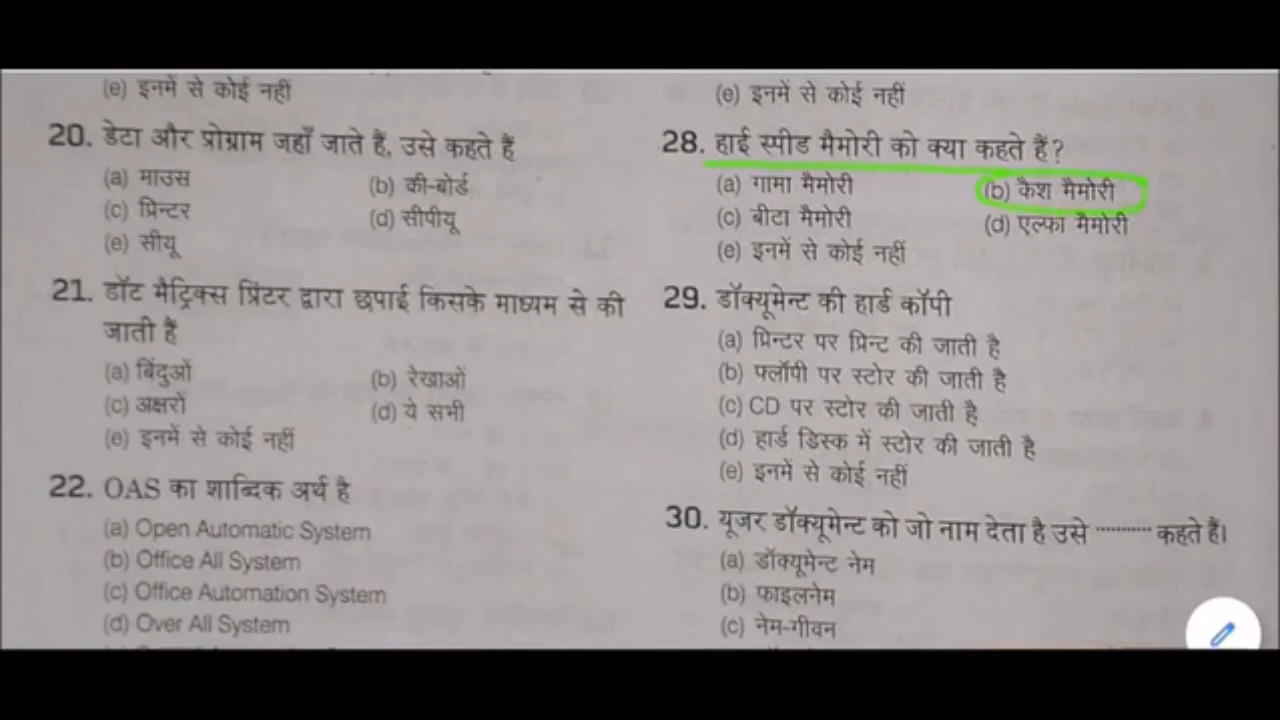 (e) इनमें से कोई नहीं
20. डेटा और प्रोग्राम जहाँ जाते हैं, उसे कहते हैं
(a) माउस
(b) की-बोर्ड
(c) प्रिन्टर
(d) सीपीयू
(e) सीयू
21. डॉट मैट्रिक्स प्रिंटर द्वारा छपाई किसके माध्यम से की
जाती हैं
(a) बिंदुओं
(b) रेखाओं
(c) अक्षरों
(d) ये सभी
(e) इनमें से कोई नहीं
22. OAS का शाब्दिक अर्थ है
(a) Open Automatic System
(b) Office All System
(c) Office Automation System
(d) Over All System
(e) इनमें से कोई नहीं
28. हाई स्पीड मैमोरी को क्या कहते हैं?
(a) गामा मैमोरी
(b) कैश मैमोरी
(c) बीटा मैमोरी
(d) एल्फा मैमोरी
(e) इनमें से कोई नहीं
29. डॉक्यूमेन्ट की हार्ड कॉपी
(a) प्रिन्टर पर प्रिन्ट की जाती है
(b) फ्लॉपी पर स्टोर की जाती है
(c) CD पर स्टोर की जाती है
(d) हार्ड डिस्क में स्टोर की जाती है
(e) इनमें से कोई नहीं
30. यूजर डॉक्यूमेन्ट को जो नाम देता है उसे ........... कहते हैं।
(a) डॉक्यूमेन्ट नेम
(b) फाइलनेम
(c) नेम-गीवन